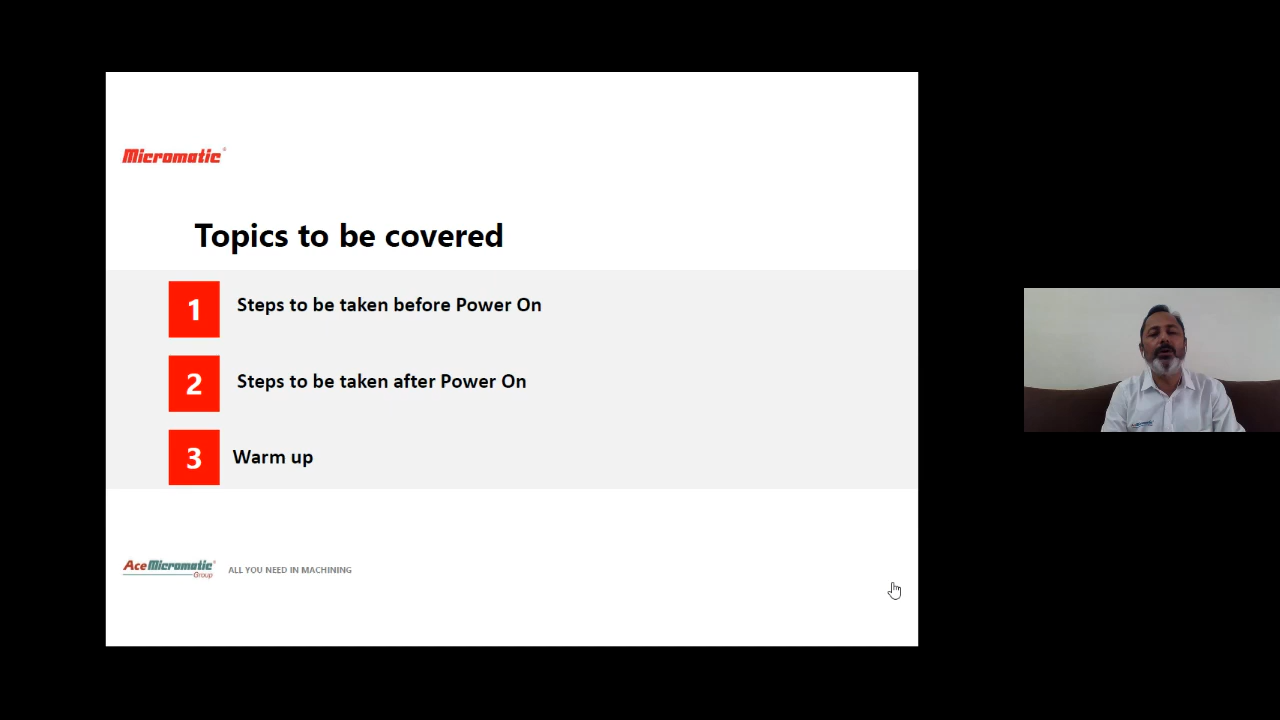 Micromatic
Topics to be covered
1 Steps to be taken before Power On
2 Steps to be taken after Power On
3 Warm up
AceMicromatic
Group
ALL YOU NEED IN MACHINING